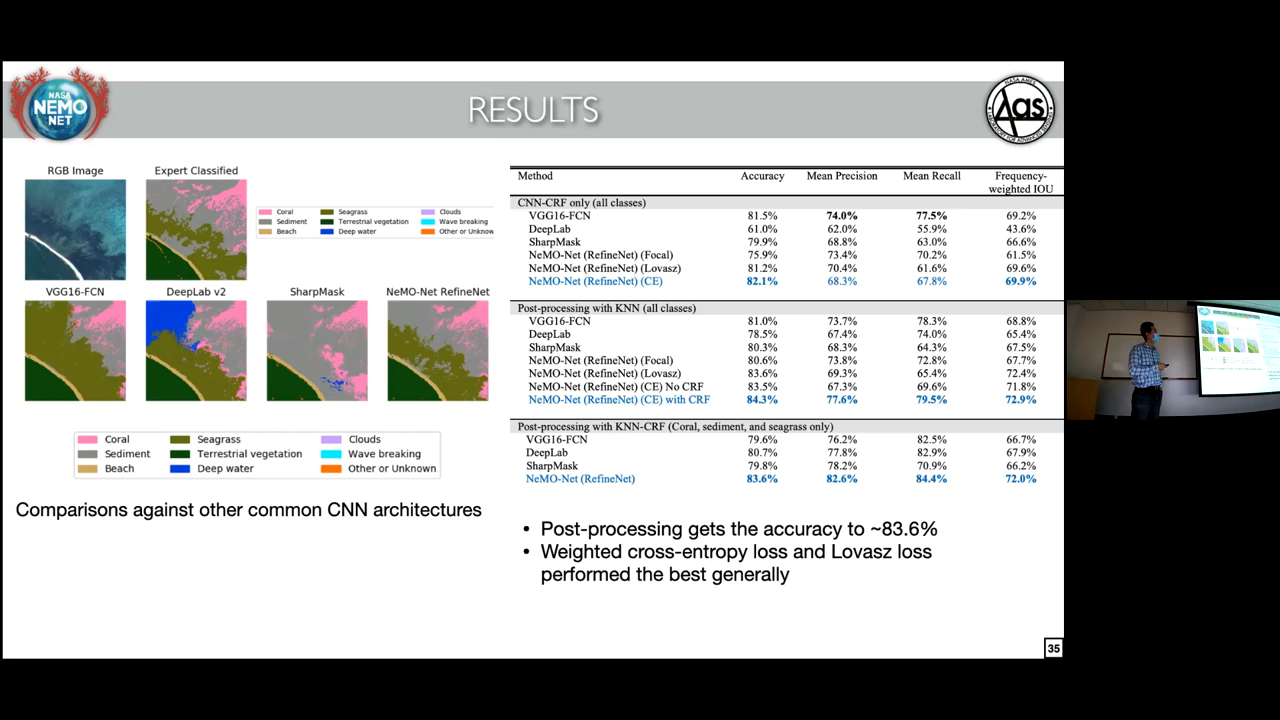 NASA
NEMO
NET
RESULTS
NASA AMES
Aas
RGB Image
Expert Classified
Coral
Seagrass
Clouds
Sediment
Terrestrial vegetation
Wave breaking
Beach
Deep water
Other or Unknow
VGG16-FCN
DeepLab v2
SharpMask
NeMO-Net RefineNet
Coral
Seagrass
Clouds
Sediment
Terrestrial vegetation
Wave breaking
Beach
Deep water
Other or Unknown
Comparisons against other common CNN architectures
Method Accuracy Mean Precision Mean Recall Frequency-
weighted IOU
CNN-CRF only (all classes)
VGG16-FCN 81.5% 74.0% 77.5% 69.2%
DeepLab 61.0% 62.0% 55.9% 43.6%
SharpMask 79.9% 68.8% 63.0% 66.6%
NeMO-Net (RefineNet) (Focal) 75.9% 73.4% 70.2% 61.5%
NeMO-Net (RefineNet) (Lovasz) 81.2% 70.4% 61.6% 69.6%
NeMO-Net (RefineNet) (CE) 82.1% 68.3% 67.8% 69.9%
Post-processing with KNN (all classes)
VGG16-FCN 81.0% 73.7% 78.3% 68.8%
DeepLab 78.5% 67.4% 74.0% 65.4%
SharpMask 80.3% 68.3% 64.3% 67.5%
NeMO-Net (RefineNet) (Focal) 80.6% 73.8% 72.8% 67.7%
NeMO-Net (RefineNet) (Lovasz) 83.6% 69.3% 65.4% 72.4%
NeMO-Net (RefineNet) (CE) No CRF 83.5% 67.3% 69.6% 71.8%
NeMO-Net (RefineNet) (CE) with CRF 84.3% 77.6% 79.5% 72.9%
Post-processing with KNN-CRF (Coral, sediment, and seagrass only)
VGG16-FCN 79.6% 76.2% 82.5% 66.7%
DeepLab 80.7% 77.8% 82.9% 67.9%
SharpMask 79.8% 78.2% 70.9% 66.2%
NeMO-Net (RefineNet) 83.6% 82.6% 84.4% 72.0%
• Post-processing gets the accuracy to ~83.6%
• Weighted cross-entropy loss and Lovasz loss
performed the best generally
35